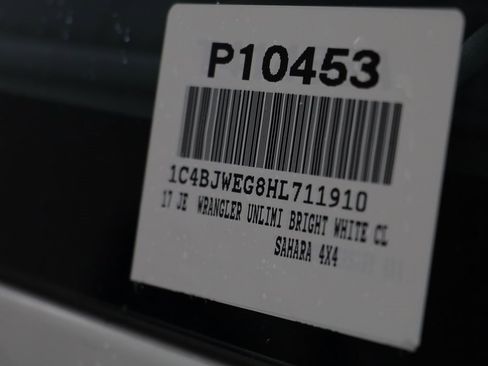 P10453
1C4BJWEG8HL711910
17 JE WRANGLER UNLIMI BRIGHT WHITE CL
SAHARA 4X4